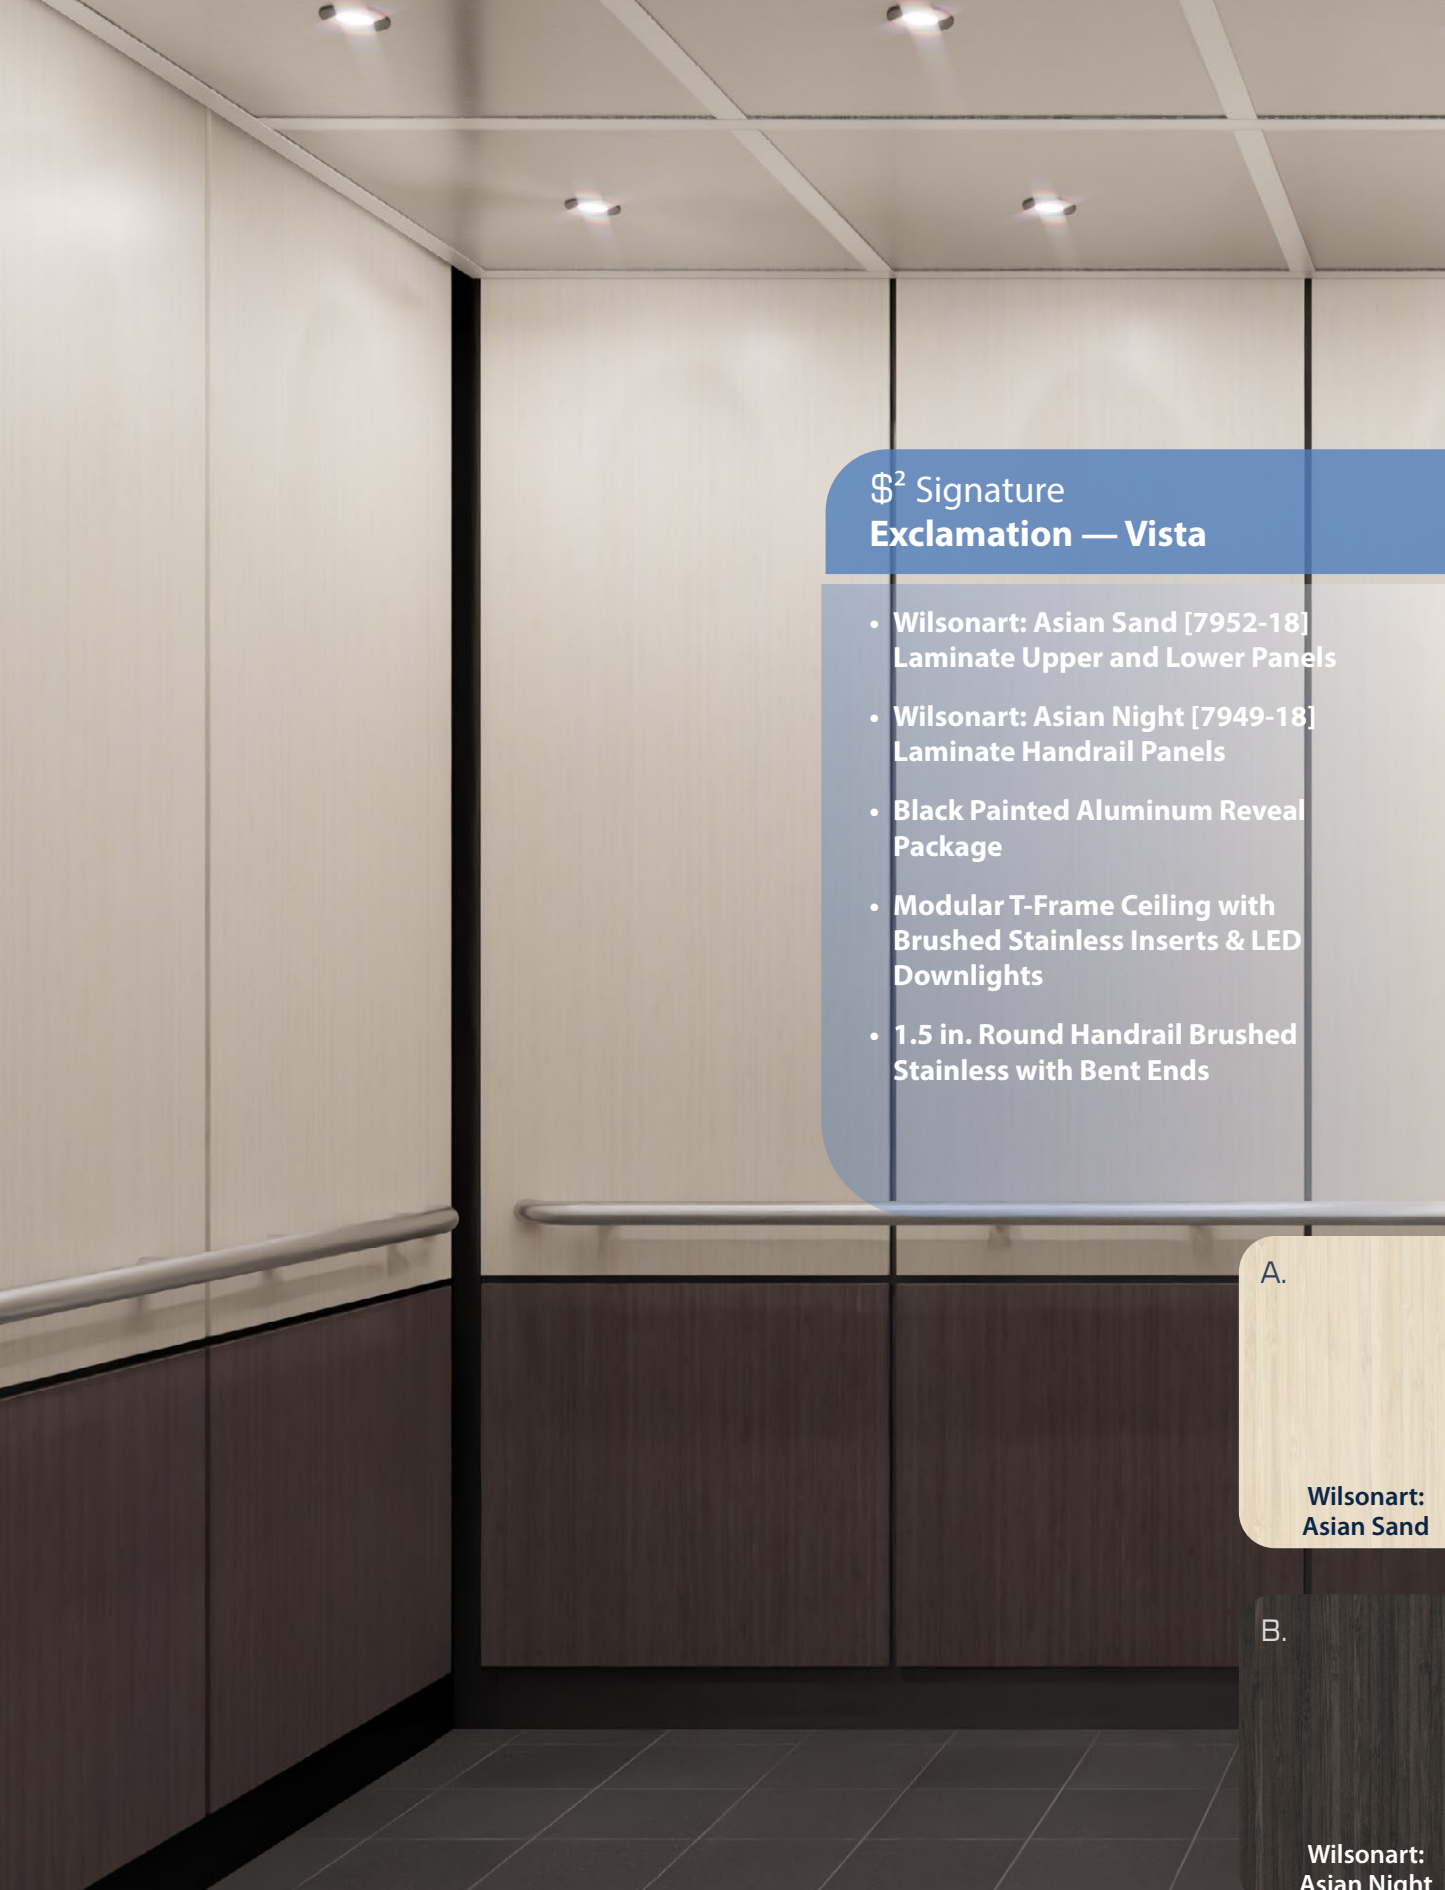 $² Signature
Exclamation — Vista
• Wilsonart: Asian Sand [7952-18]
Laminate Upper and Lower Panels
• Wilsonart: Asian Night [7949-18]
Laminate Handrail Panels
• Black Painted Aluminum Reveal
Package
• Modular T-Frame Ceiling with
Brushed Stainless Inserts & LED
Downlights
• 1.5 in. Round Handrail Brushed
Stainless with Bent Ends
A.
Wilsonart:
Asian Sand
B.
Wilsonart:
Asian Night